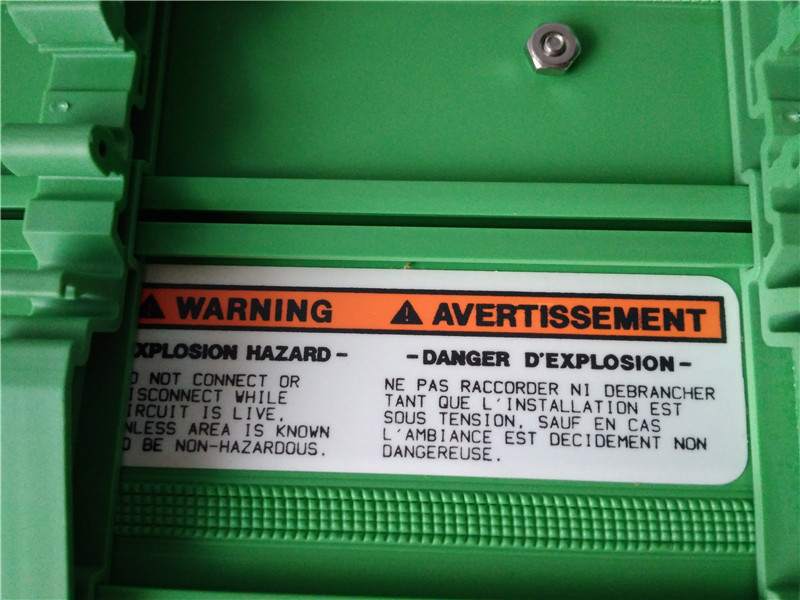 WARNING
XPLOSION HAZARD -
O NOT CONNECT OR
ISCONNECT WHILE
IRCUIT IS LIVE,
NLESS AREA IS KNOWN
O BE NON-HAZARDOUS.
AVERTISSEMENT
- DANGER D'EXPLOSION -
NE PAS RACCORDER NI DEBRANCHER
TANT QUE L'INSTALLATION EST
SOUS TENSION, SAUF EN CAS
L'AMBIANCE EST DECIDEMENT NON
DANGEREUSE.